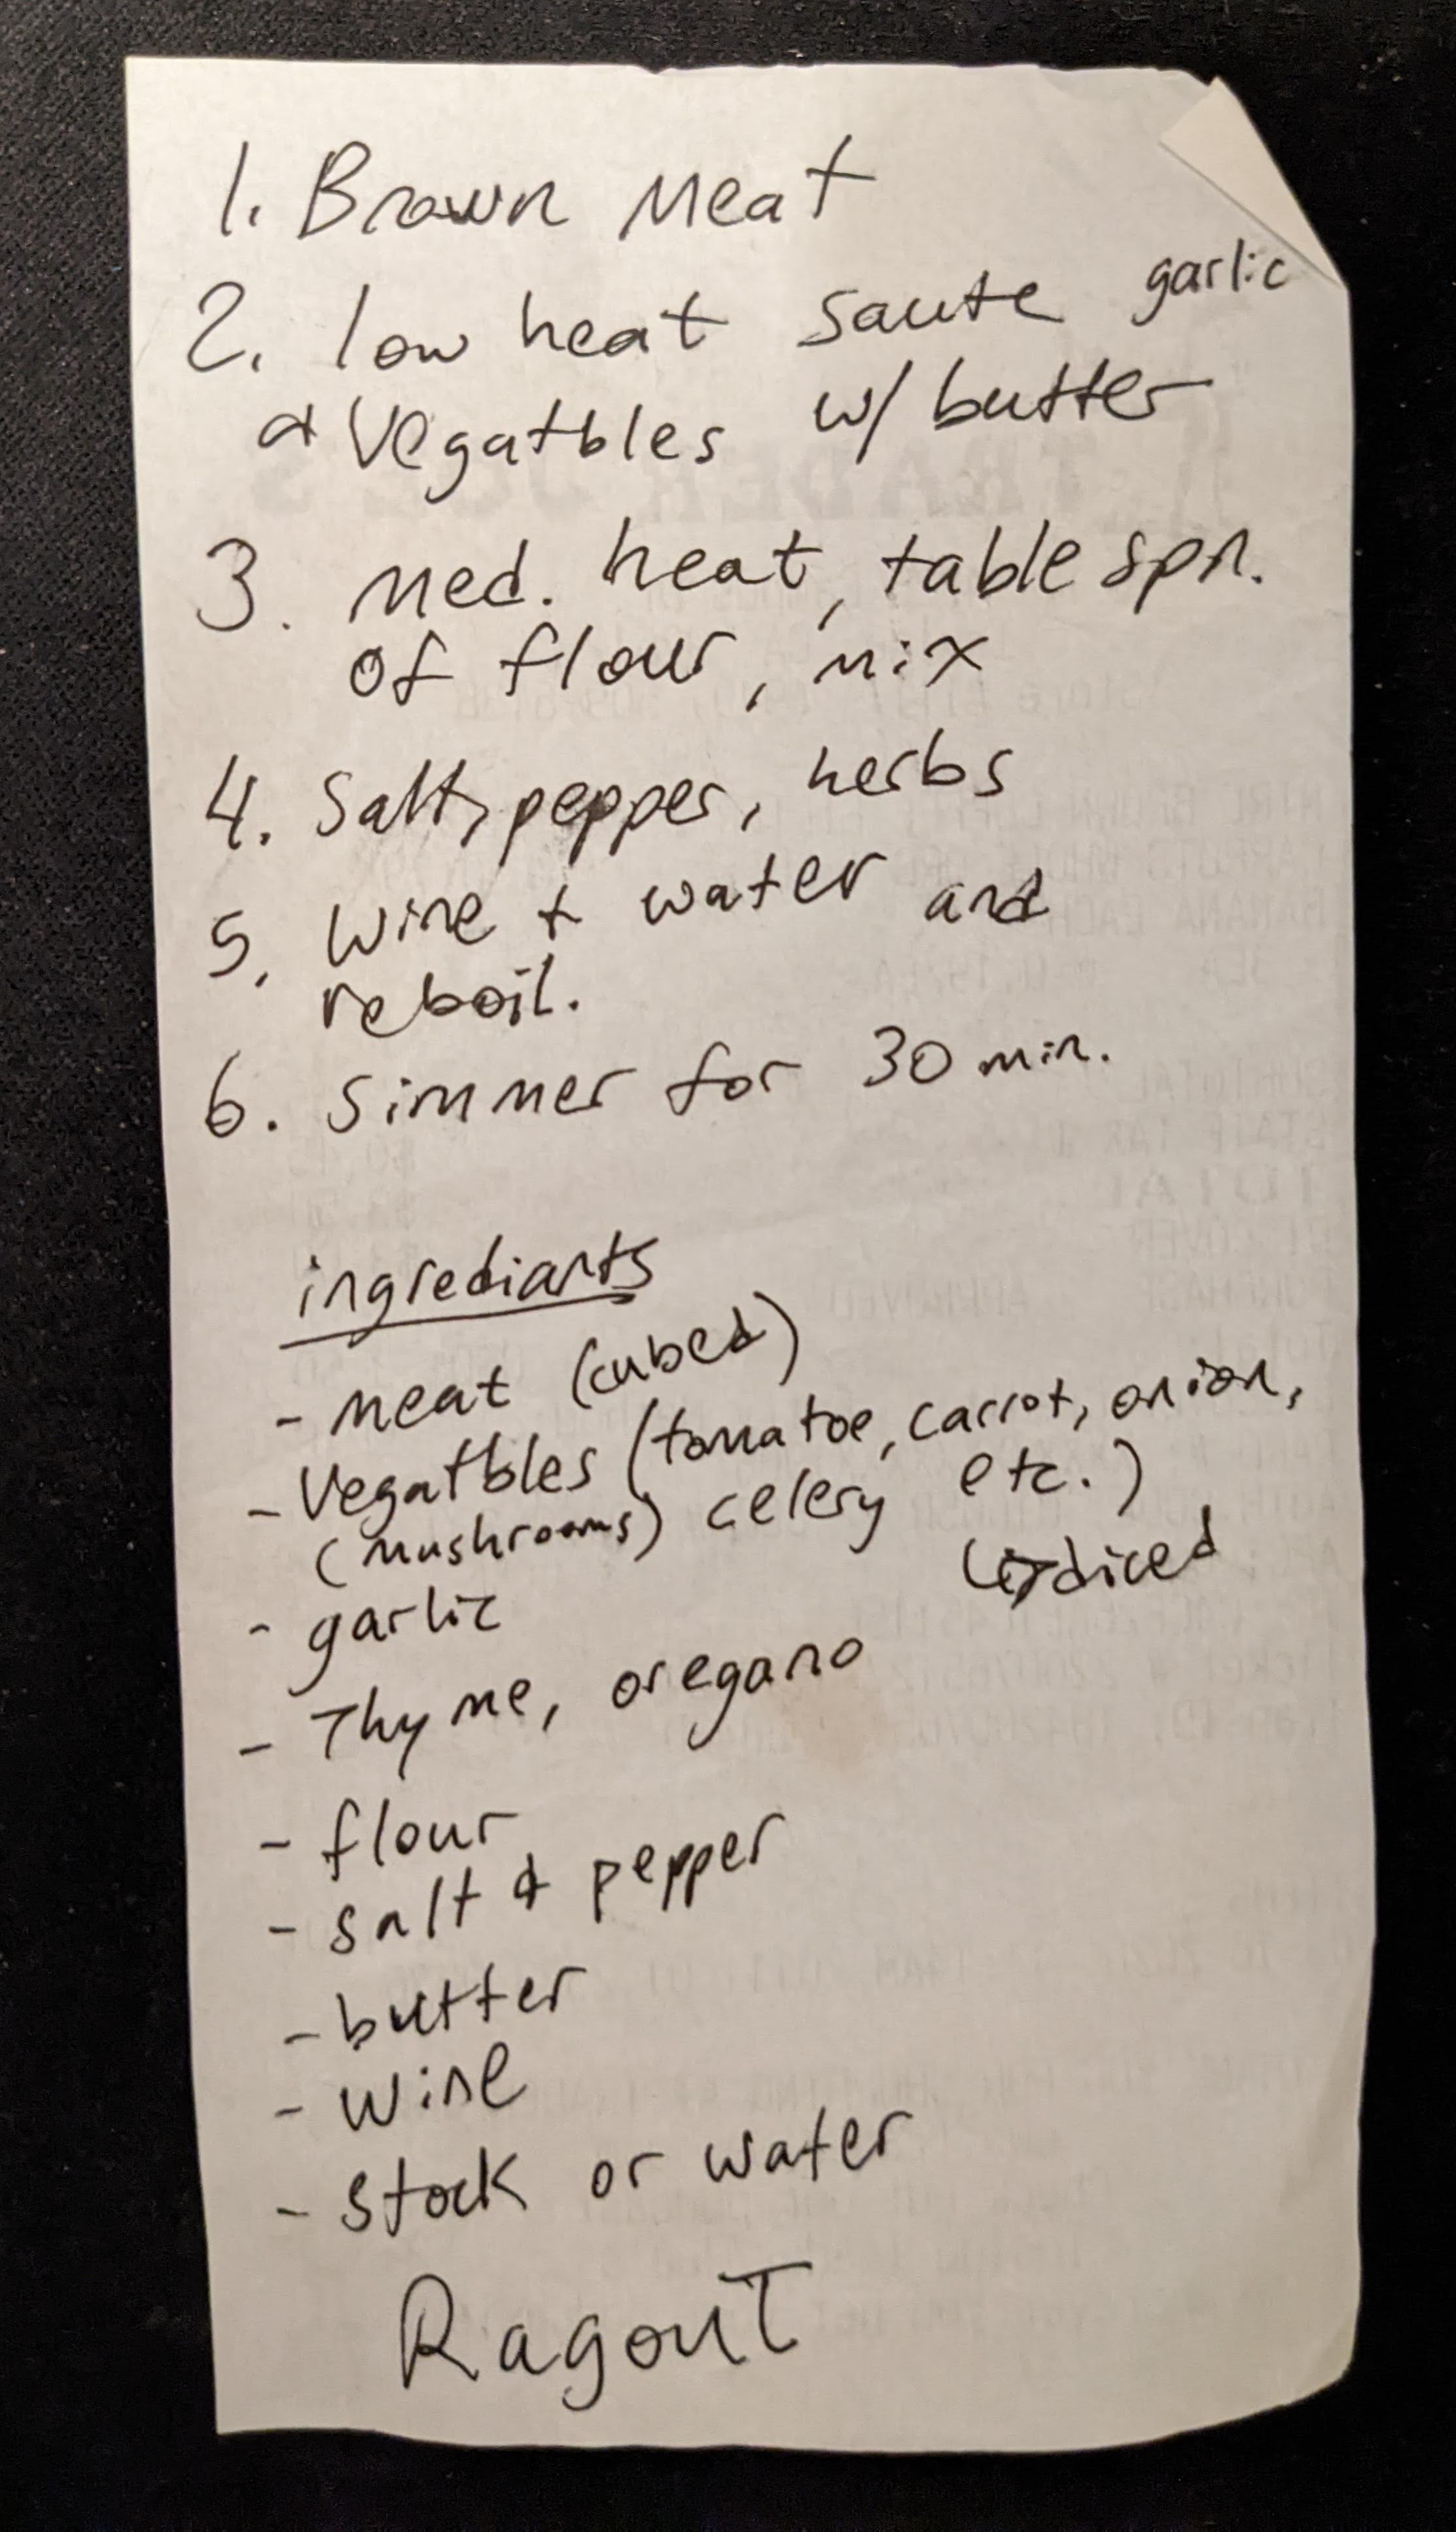 1. Brown Meat
2. low heat saute garlic
& Vegatbles w/ butter
3. Med. heat, table spn.
of flour, mix
4. Salt, pepper, herbs
5. Wine + water and
reboil.
6. Simmer for 30 min.
ingrediants
- meat (cubed)
- Vegatbles (tomatoe, carrot, onion,
(mushrooms) celery etc.)
↳ diced
- garlic
- Thyme, oregano
- flour
- salt & pepper
- butter
- wine
- stock or water
Ragout
TRADER JOE'S